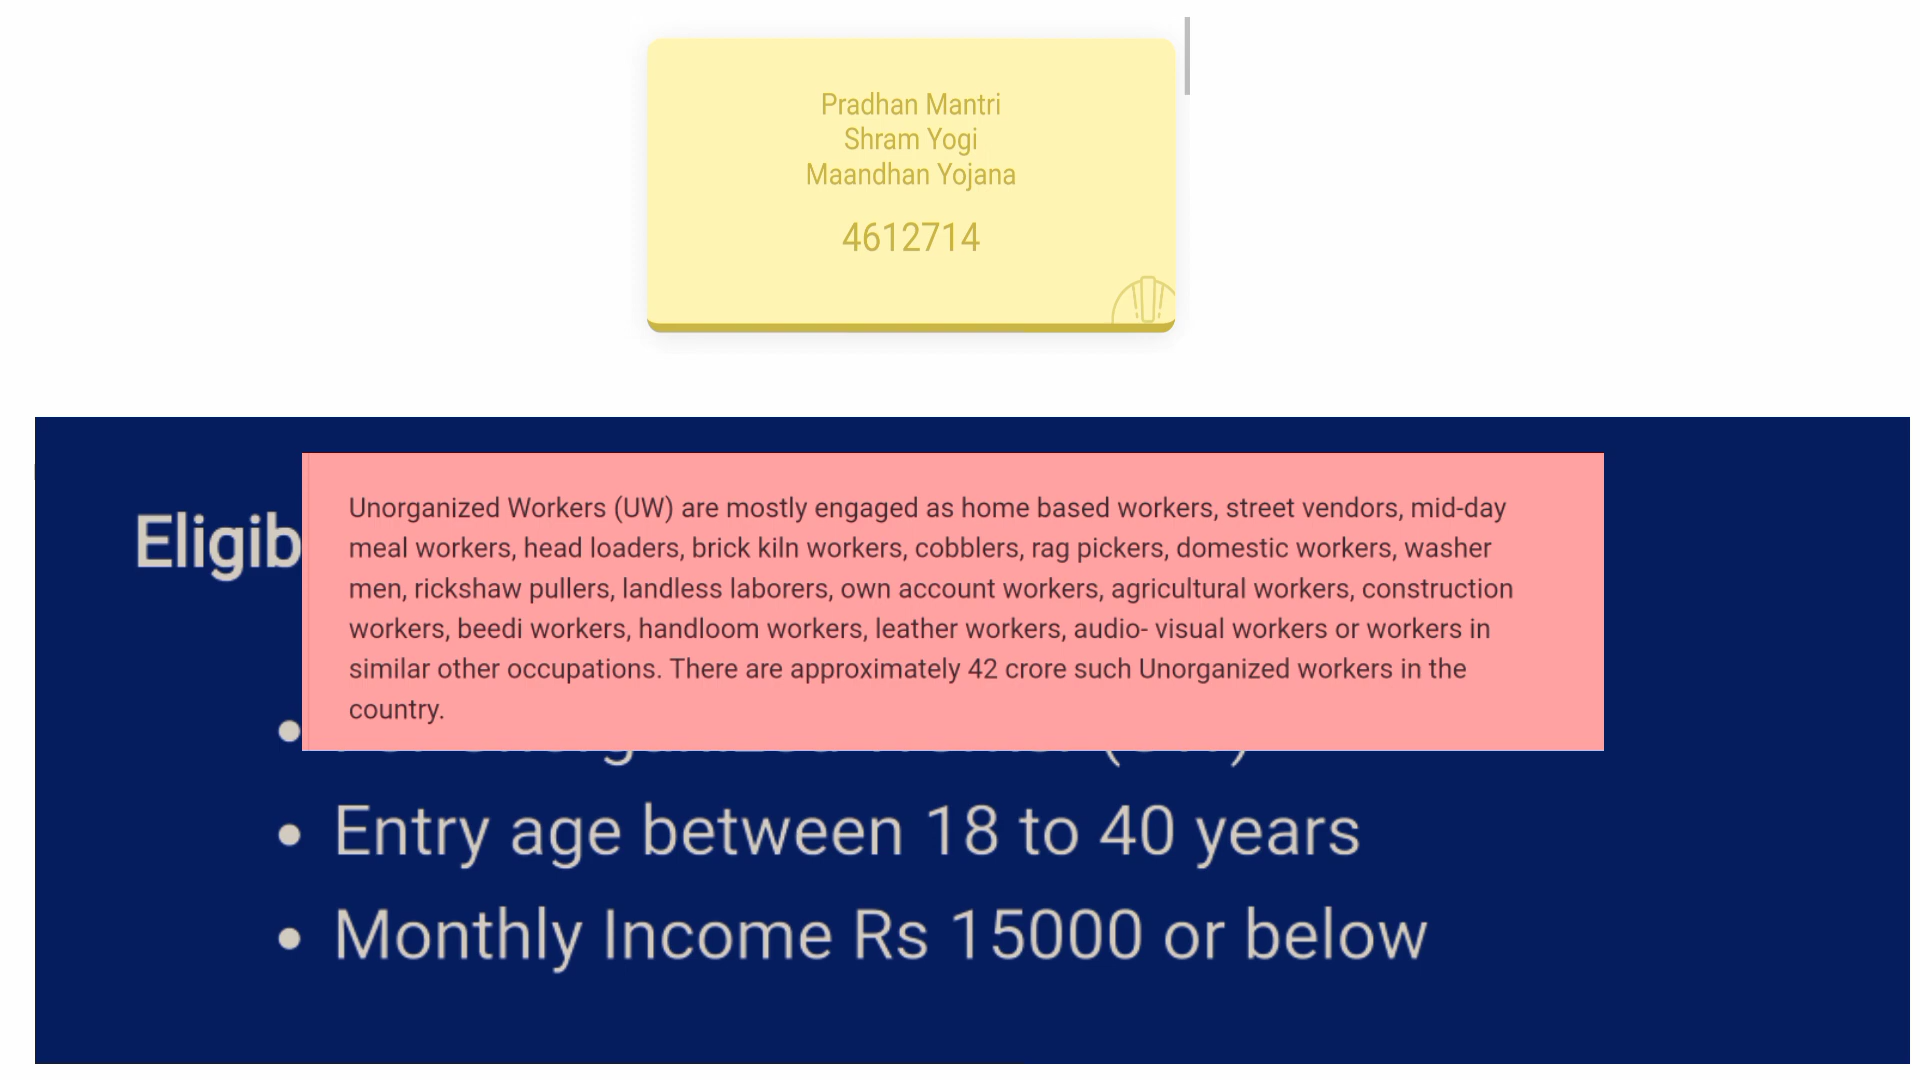 Pradhan Mantri
Shram Yogi
Maandhan Yojana
4612714
Eligib
Unorganized Workers (UW) are mostly engaged as home based workers, street vendors, mid-day
meal workers, head loaders, brick kiln workers, cobblers, rag pickers, domestic workers, washer
men, rickshaw pullers, landless laborers, own account workers, agricultural workers, construction
workers, beedi workers, handloom workers, leather workers, audio- visual workers or workers in
similar other occupations. There are approximately 42 crore such Unorganized workers in the
country.
• Entry age between 18 to 40 years
• Monthly Income Rs 15000 or below